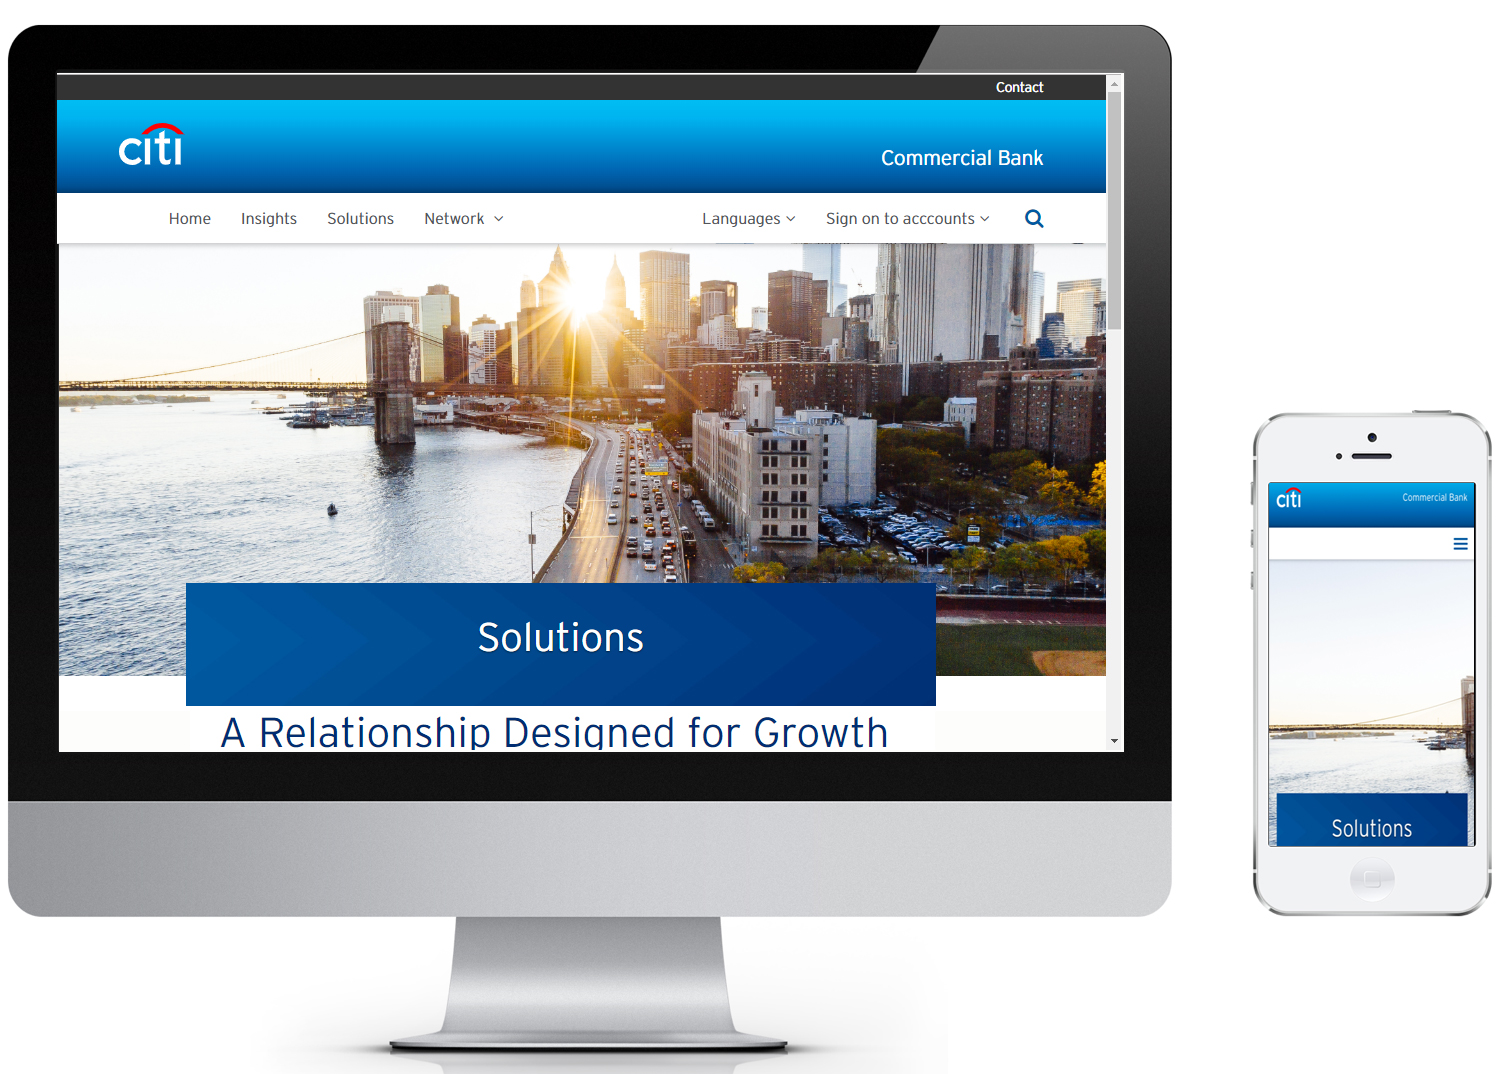 Contact
citi
Commercial Bank
Home Insights Solutions Network
Languages Sign on to acccounts
Solutions
A Relationship Designed for Growth
citi
Commercial Bank
Solutions